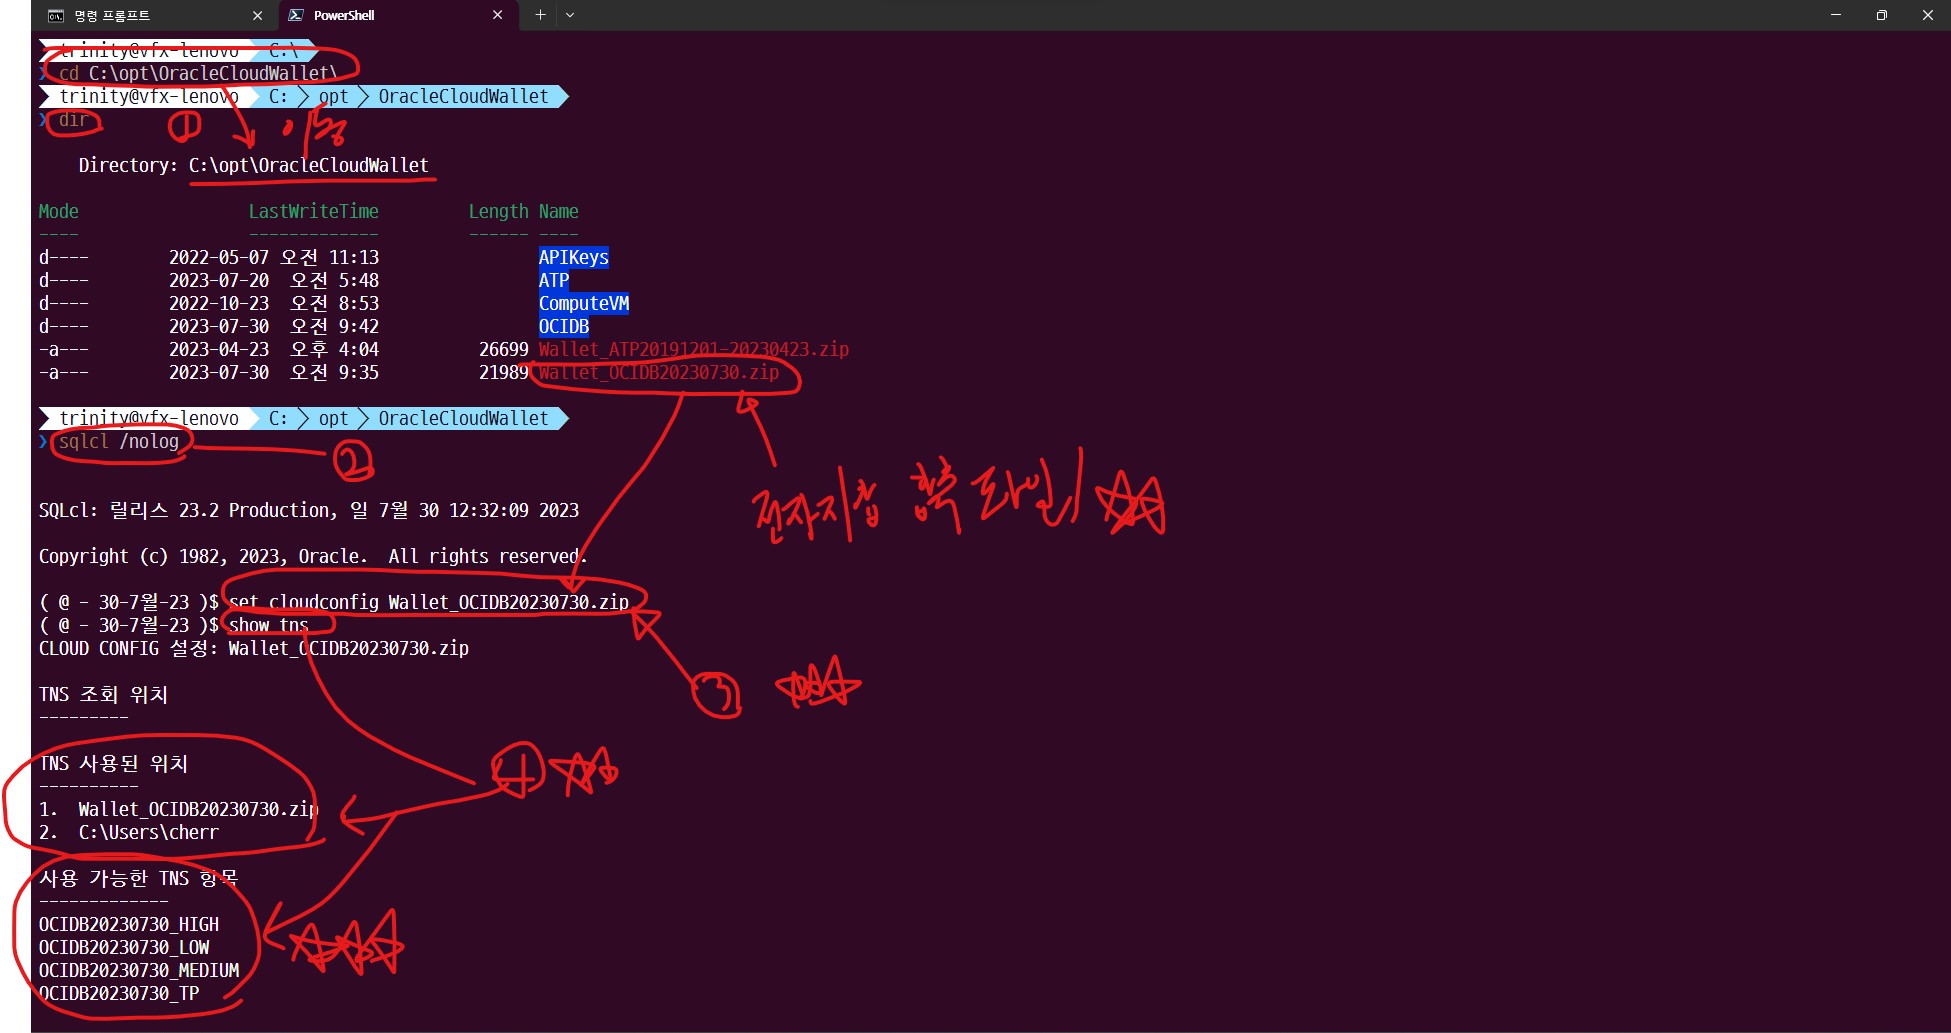 명령 프롬프트
PowerShell
trinity@vfx-lenovo C:\
❯ cd C:\opt\OracleCloudWallet\
trinity@vfx-lenovo C: opt OracleCloudWallet
❯ dir
① 이동
Directory: C:\opt\OracleCloudWallet
Mode LastWriteTime Length Name
---- ------------- ------ ----
d---- 2022-05-07 오전 11:13 APIKeys
d---- 2023-07-20 오전 5:48 ATP
d---- 2022-10-23 오전 8:53 ComputeVM
d---- 2023-07-30 오전 9:42 OCIDB
-a--- 2023-04-23 오후 4:04 26699 Wallet_ATP20191201-20230423.zip
-a--- 2023-07-30 오전 9:35 21989 Wallet_OCIDB20230730.zip
trinity@vfx-lenovo C: opt OracleCloudWallet
❯ sqlcl /nolog
②
전자지갑 압축파일
SQLcl: 릴리스 23.2 Production, 일 7월 30 12:32:09 2023
Copyright (c) 1982, 2023, Oracle. All rights reserved.
( @ - 30-7월-23 )$ set cloudconfig Wallet_OCIDB20230730.zip
( @ - 30-7월-23 )$ show tns
CLOUD CONFIG 설정: Wallet_OCIDB20230730.zip
③
TNS 조회 위치
---------
④
TNS 사용된 위치
----------
1. Wallet_OCIDB20230730.zip
2. C:\Users\cherr
사용 가능한 TNS 항목
-------------
OCIDB20230730_HIGH
OCIDB20230730_LOW
OCIDB20230730_MEDIUM
OCIDB20230730_TP